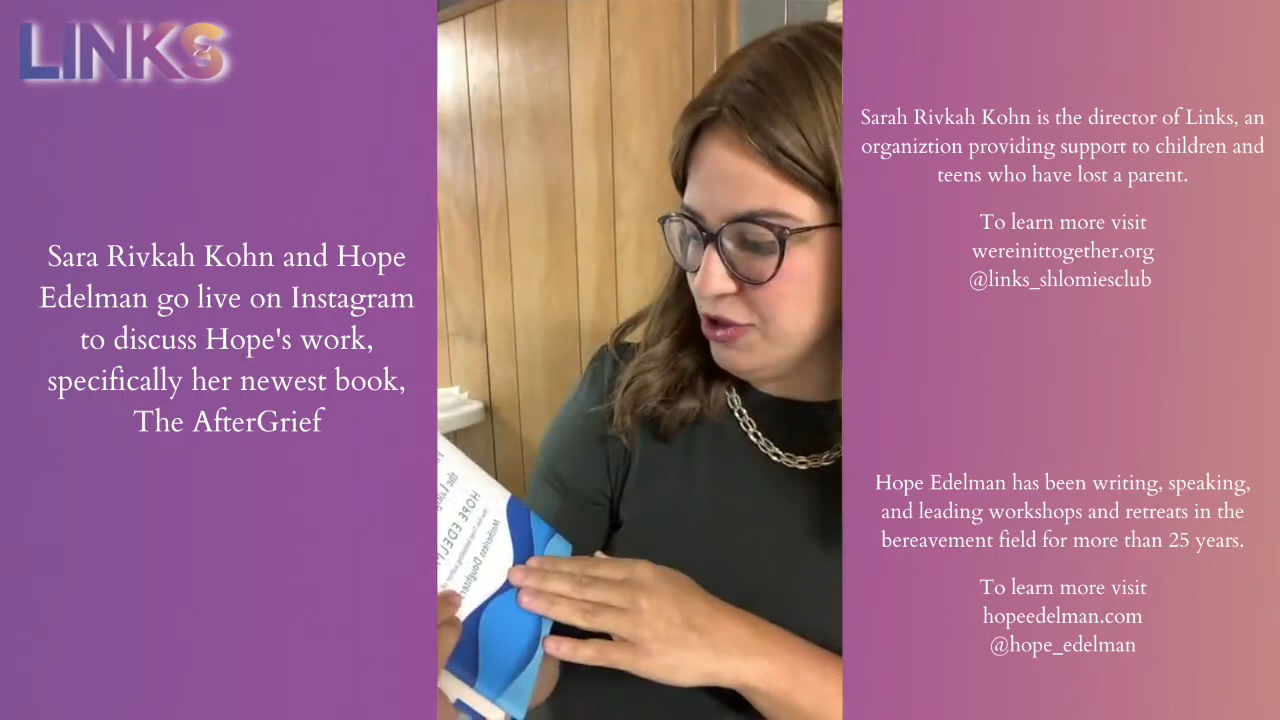 LINKS
Sara Rivkah Kohn and Hope
Edelman go live on Instagram
to discuss Hope's work,
specifically her newest book,
The AfterGrief
HOPE EDELM
Motherless Daughters
Sarah Rivkah Kohn is the director of Links, an
organiztion providing support to children and
teens who have lost a parent.
To learn more visit
wereinittogether.org
@links_shlomiesclub
Hope Edelman has been writing, speaking,
and leading workshops and retreats in the
bereavement field for more than 25 years.
To learn more visit
hopeedelman.com
@hope_edelman